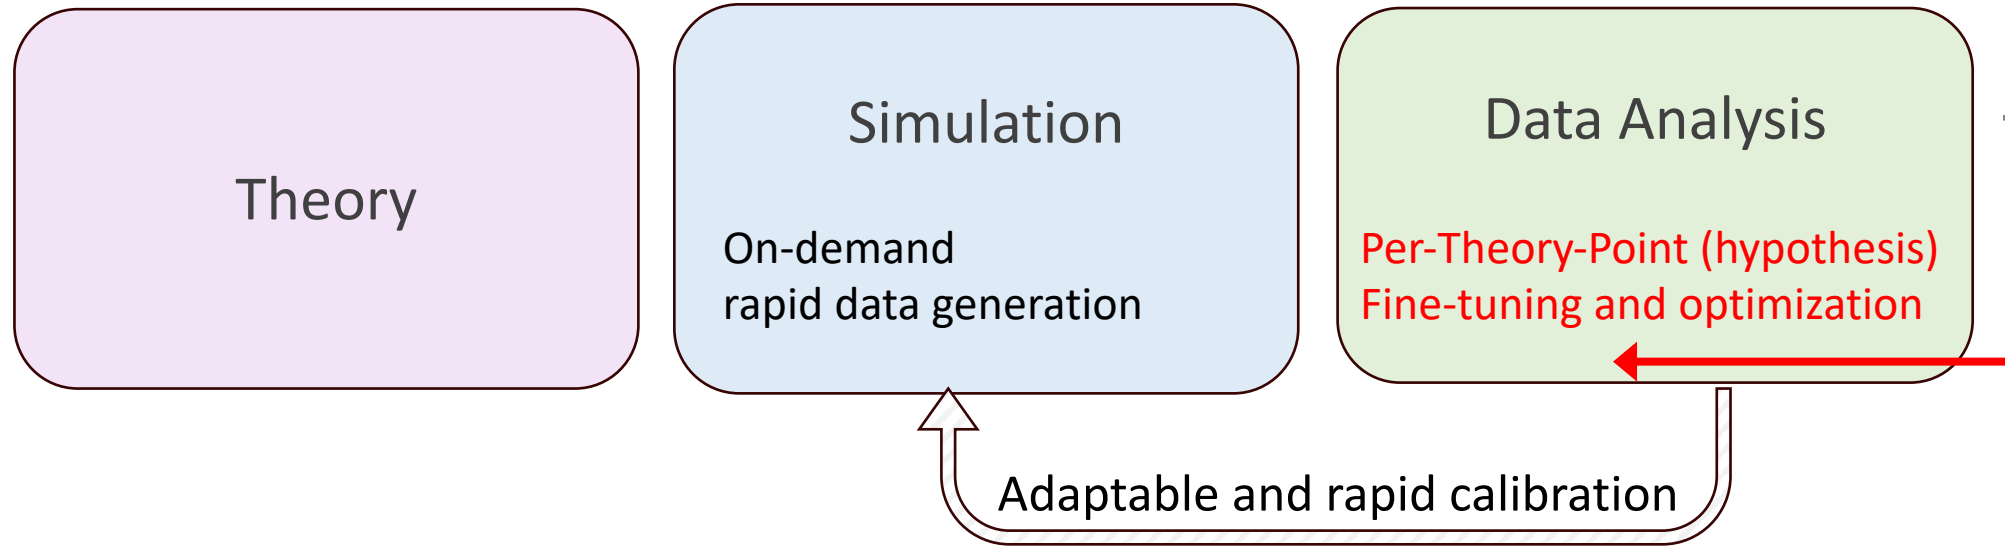 Theory
Simulation
On-demand
rapid data generation
Data Analysis
Per-Theory-Point (hypothesis)
Fine-tuning and optimization
Adaptable and rapid calibration